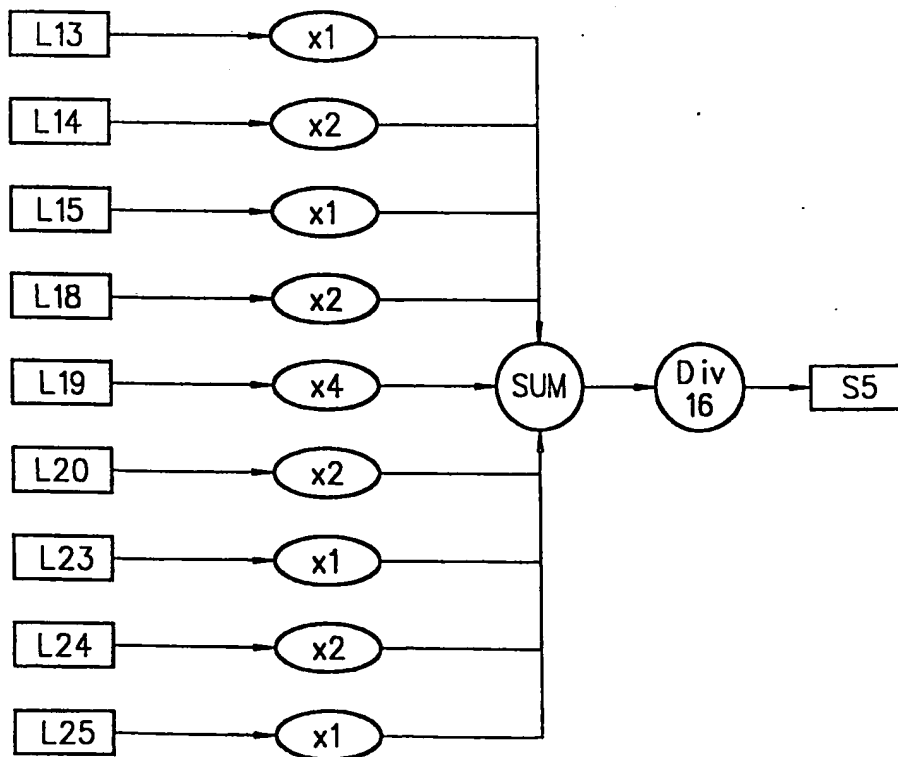 L13 x1
L14 x2
L15 x1
L18 x2
L19 x4 SUM Div 16 S5
L20 x2
L23 x1
L24 x2
L25 x1